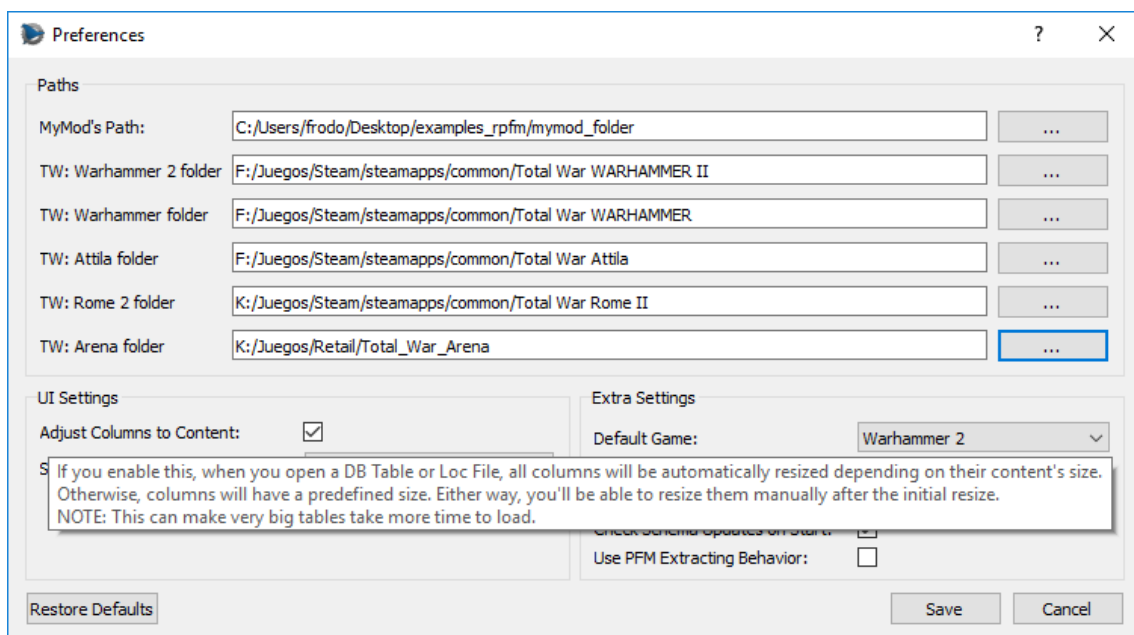 Preferences
?
Paths
MyMod's Path: C:/Users/frodo/Desktop/examples_rpfm/mymod_folder ...
TW: Warhammer 2 folder F:/Juegos/Steam/steamapps/common/Total War WARHAMMER II ...
TW: Warhammer folder F:/Juegos/Steam/steamapps/common/Total War WARHAMMER ...
TW: Attila folder F:/Juegos/Steam/steamapps/common/Total War Attila ...
TW: Rome 2 folder K:/Juegos/Steam/steamapps/common/Total War Rome II ...
TW: Arena folder K:/Juegos/Retail/Total_War_Arena ...
UI Settings
Adjust Columns to Content:
Extra Settings
Default Game: Warhammer 2
If you enable this, when you open a DB Table or Loc File, all columns will be automatically resized depending on their content's size.
Otherwise, columns will have a predefined size. Either way, you'll be able to resize them manually after the initial resize.
NOTE: This can make very big tables take more time to load.
Check Schema Updates on Start:
Use PFM Extracting Behavior:
Restore Defaults
Save
Cancel